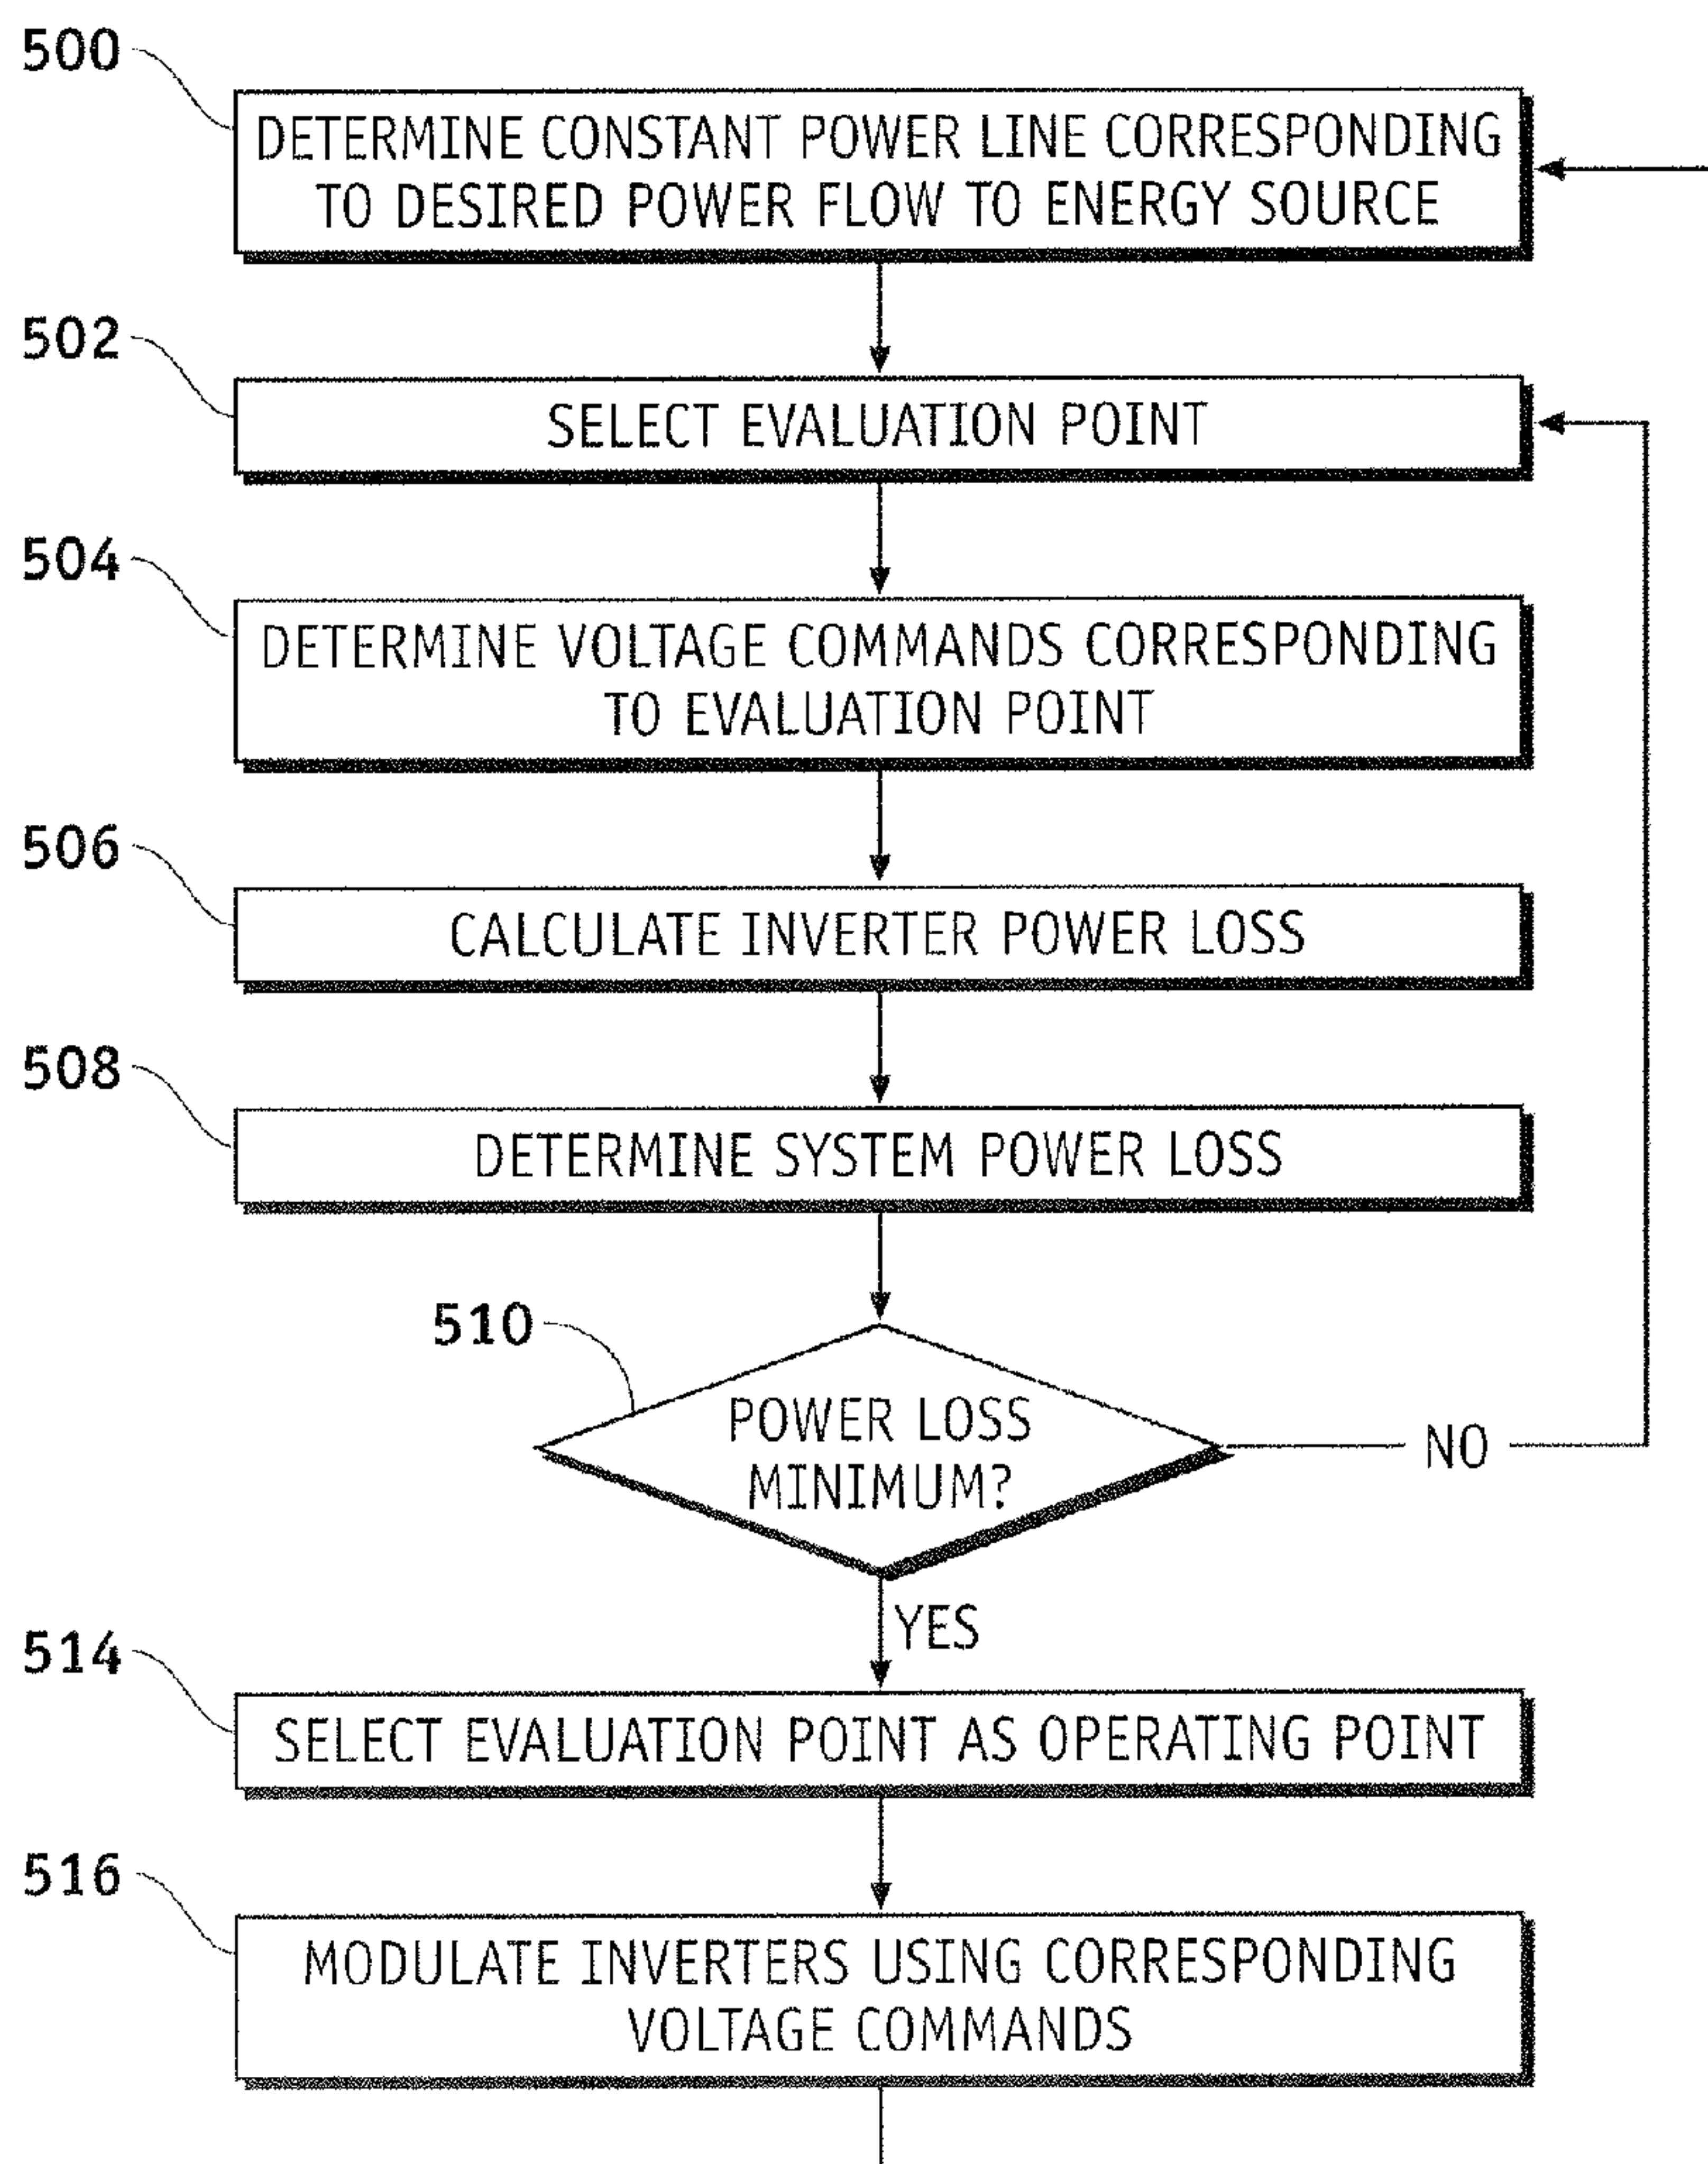 500
DETERMINE CONSTANT POWER LINE CORRESPONDING
TO DESIRED POWER FLOW TO ENERGY SOURCE
502
SELECT EVALUATION POINT
504
DETERMINE VOLTAGE COMMANDS CORRESPONDING
TO EVALUATION POINT
506
CALCULATE INVERTER POWER LOSS
508
DETERMINE SYSTEM POWER LOSS
510
POWER LOSS
MINIMUM?
NO
YES
514
SELECT EVALUATION POINT AS OPERATING POINT
516
MODULATE INVERTERS USING CORRESPONDING
VOLTAGE COMMANDS